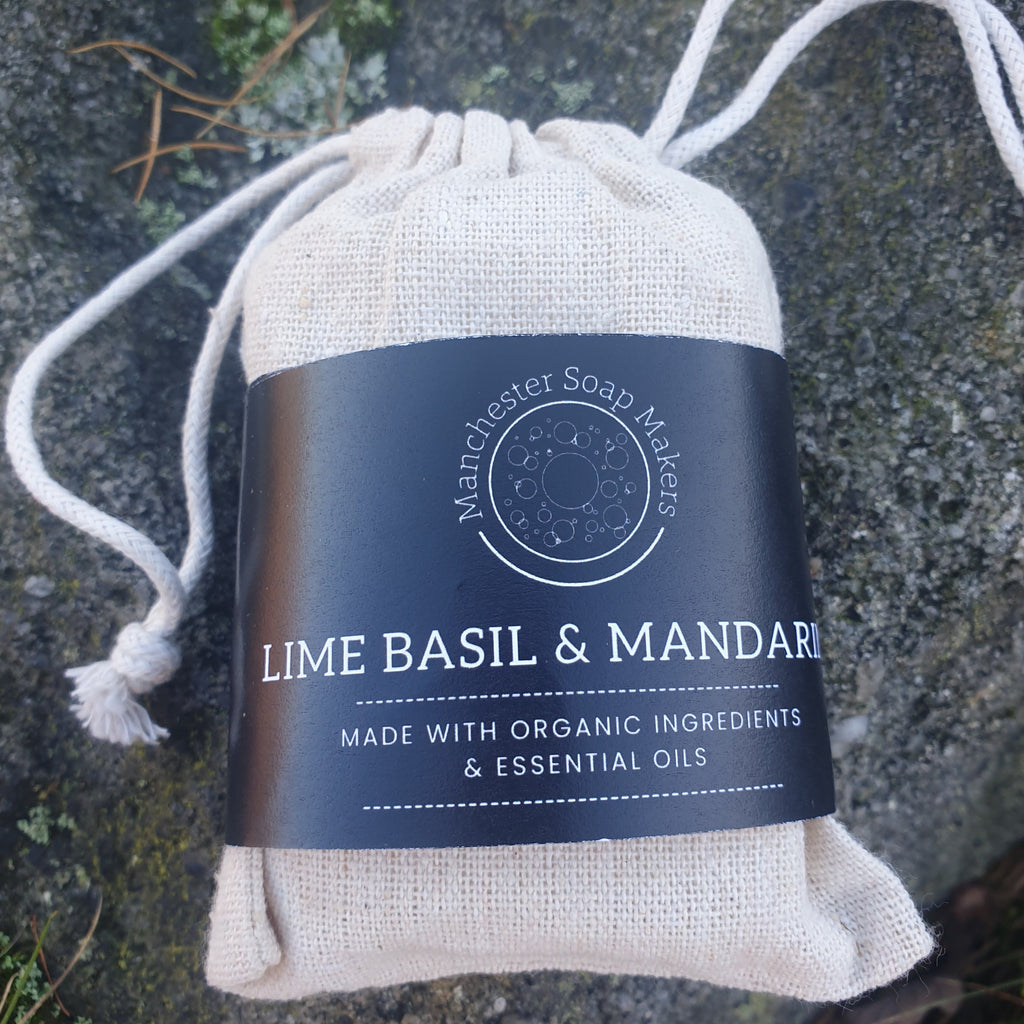 Manchester Soap Makers
LIME BASIL & MANDARI
MADE WITH ORGANIC INGREDIENTS
& ESSENTIAL OILS